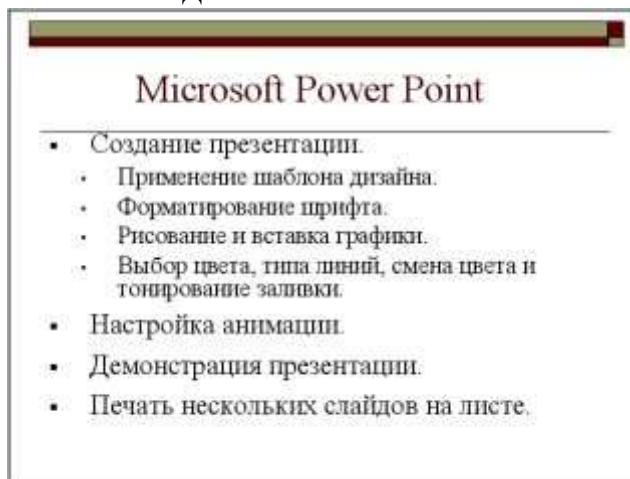 Microsoft Power Point
Создание презентации.
Применение шаблона дизайна.
Форматирование шрифта.
Рисование и вставка графики.
Выбор цвета, типа линий, смена цвета и
тонирование заливки.
Настройка анимации.
Демонстрация презентации.
Печать нескольких слайдов на листе.